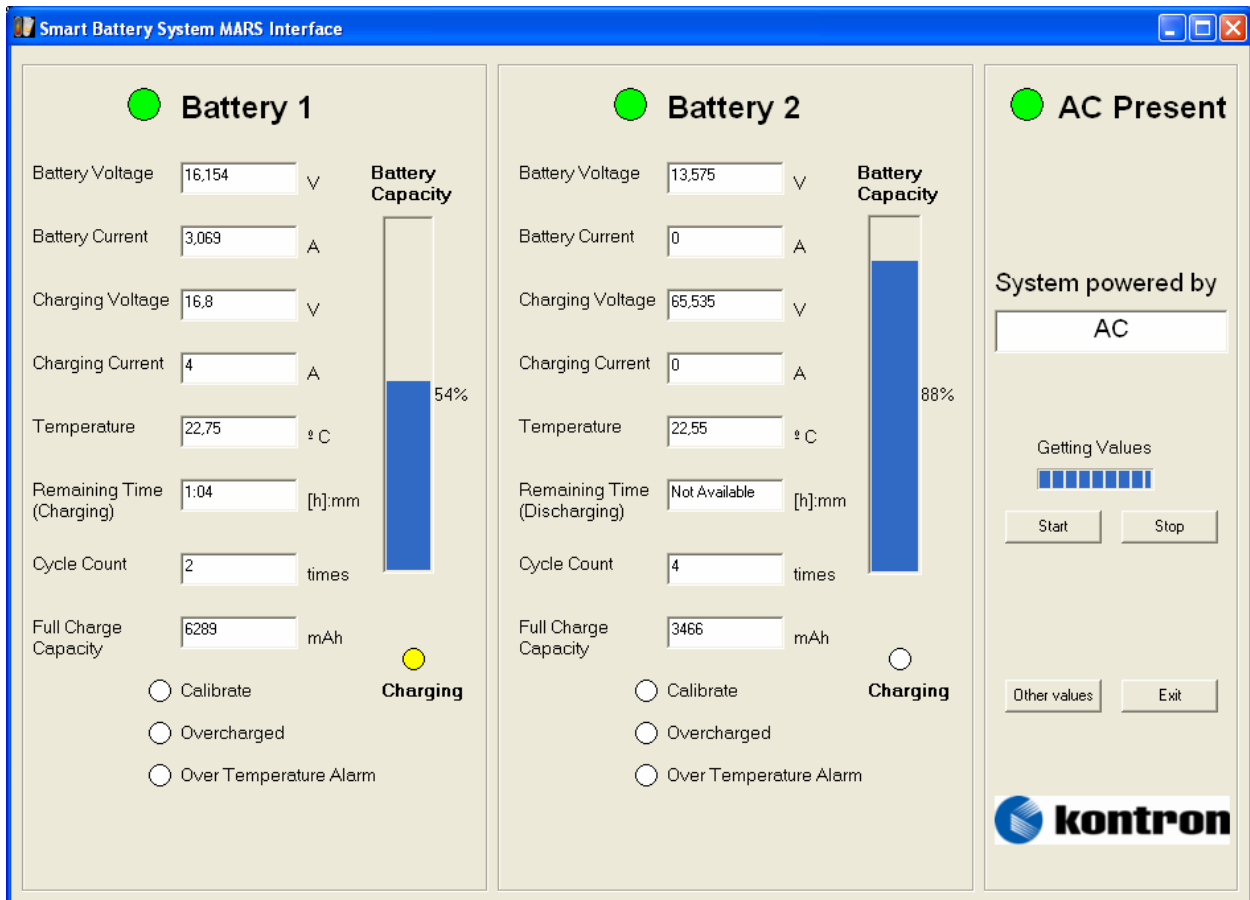 Smart Battery System MARS Interface
Battery 1
Battery Voltage 16,154 V
Battery Current 3,069 A
Charging Voltage 16,8 V
Charging Current 4 A
Temperature 22,75 º C
Remaining Time
(Charging) 1:04 [h]:mm
Cycle Count 2 times
Full Charge
Capacity 6289 mAh
Battery
Capacity
54%
Charging
Calibrate
Overcharged
Over Temperature Alarm
Battery 2
Battery Voltage 13,575 V
Battery Current 0 A
Charging Voltage 65,535 V
Charging Current 0 A
Temperature 22,55 º C
Remaining Time
(Discharging) Not Available [h]:mm
Cycle Count 4 times
Full Charge
Capacity 3466 mAh
Battery
Capacity
88%
Charging
Calibrate
Overcharged
Over Temperature Alarm
AC Present
System powered by
AC
Getting Values
Start Stop
Other values Exit
kontron